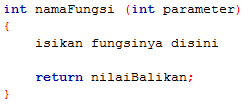 int namaFungsi (int parameter)
{
isikan fungsinya disini
return nilaiBalikan;
}